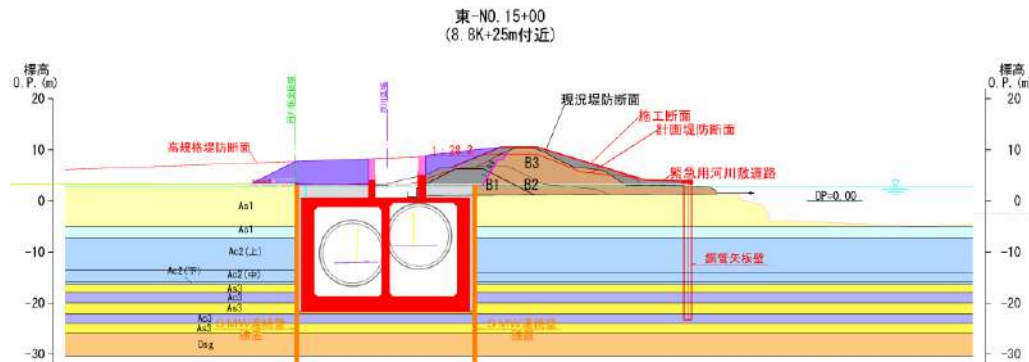 東-NO.15+00
(8.8K+25m付近)
標高
O.P.(m)
標高
O.P.(m)
20
10
0
-10
-20
-30
20
10
0
-10
-20
-30
現況堤防断面
施工断面
計画堤防断面
高規格堤防断面
1:28.2
緊急用河川敷道路
B3
B1
B2
OP=0.00
As1
As1
Ac2(上)
Ac2(下)
Ac2(中)
As3
Ac3
As3
Ac3
As3
Dsg
鋼管矢板壁